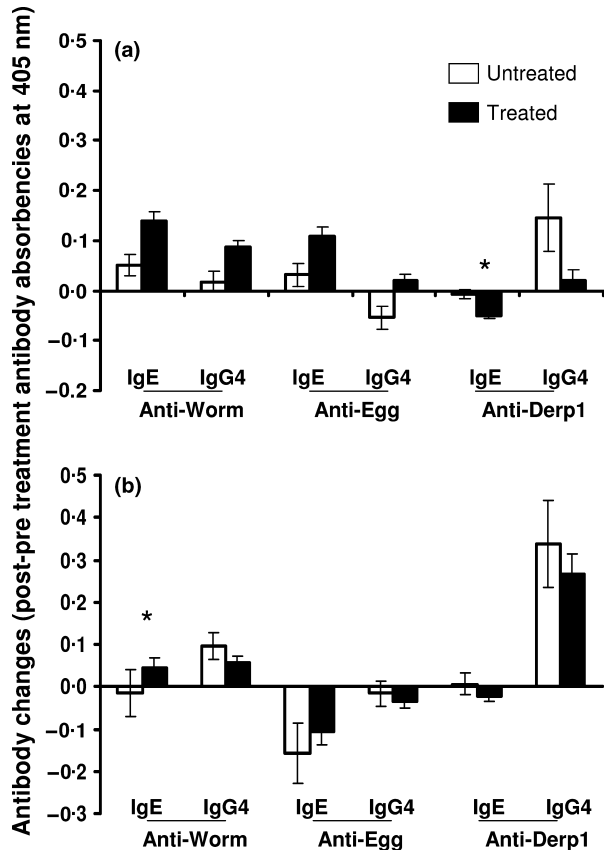 Antibody changes (post-pre treatment antibody absorbencies at 405 nm)
(a)
0·5
0·4
0·3
0·2
0·1
0·0
−0·1
−0.2
Untreated
Treated
*
IgE IgG4 IgE IgG4 IgE IgG4
Anti-Worm Anti-Egg Anti-Derp1
(b)
0·5
0·4
0·3
0·2
0·1
0·0
−0·1
−0·2
−0·3
*
IgE IgG4 IgE IgG4 IgE IgG4
Anti-Worm Anti-Egg Anti-Derp1